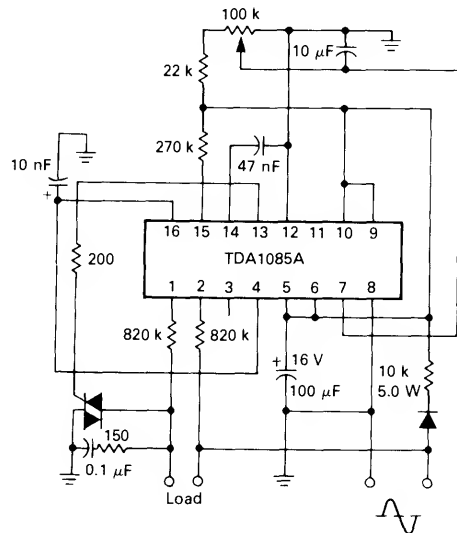 100 k
10 µF
22 k
270 k
47 nF
10 nF
+
200
16 15 14 13 12 11 10 9
TDA1085A
1 2 3 4 5 6 7 8
820 k
820 k
+
16 V
100 µF
10 k
5.0 W
150
0.1 µF
Load